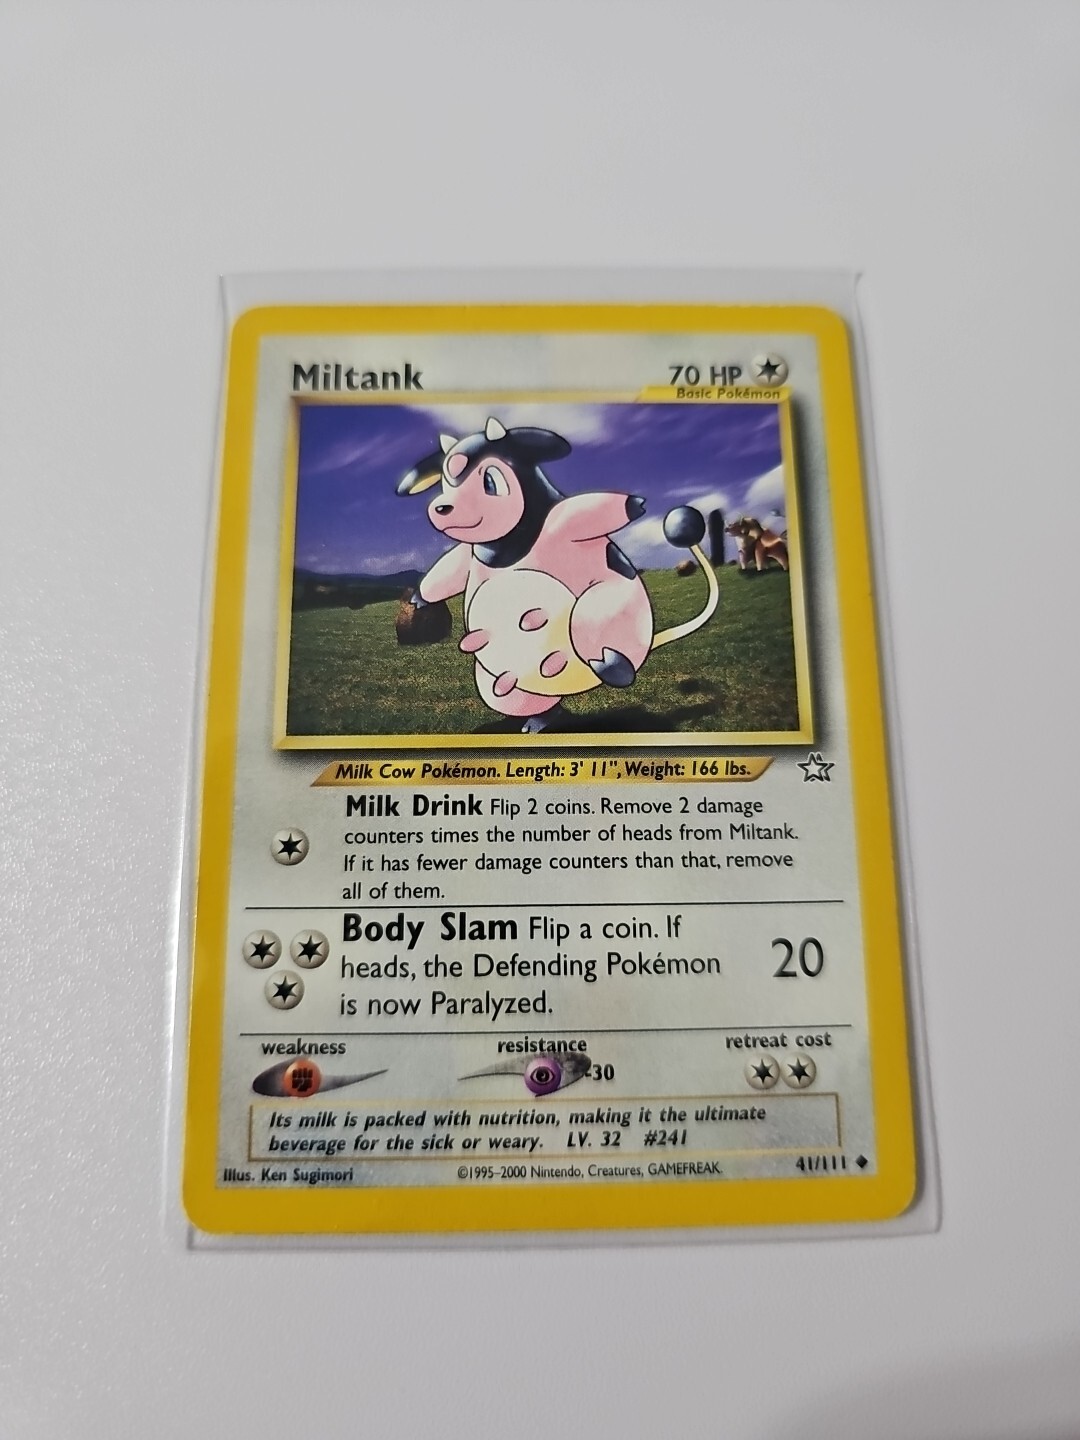 Miltank 70 HP
Basic Pokémon
Milk Cow Pokémon. Length: 3' 11", Weight: 166 lbs.
Milk Drink Flip 2 coins. Remove 2 damage
counters times the number of heads from Miltank.
If it has fewer damage counters than that, remove
all of them.
Body Slam Flip a coin. If
heads, the Defending Pokémon 20
is now Paralyzed.
weakness resistance retreat cost
-30
Its milk is packed with nutrition, making it the ultimate
beverage for the sick or weary. LV. 32 #241
Illus. Ken Sugimori ©1995-2000 Nintendo, Creatures, GAMEFREAK. 41/111